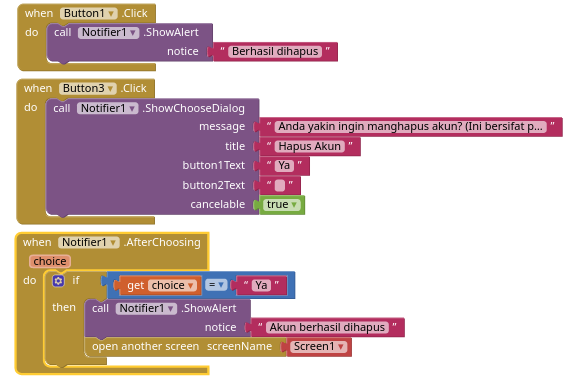 when Button1 .Click
do call Notifier1 .ShowAlert
notice " Berhasil dihapus "
when Button3 .Click
do call Notifier1 .ShowChooseDialog
message " Anda yakin ingin manghapus akun? (Ini bersifat p... "
title " Hapus Akun "
button1Text " Ya "
button2Text " "
cancelable true
when Notifier1 .AfterChoosing
choice
do if get choice = " Ya "
then call Notifier1 .ShowAlert
notice " Akun berhasil dihapus "
open another screen screenName Screen1